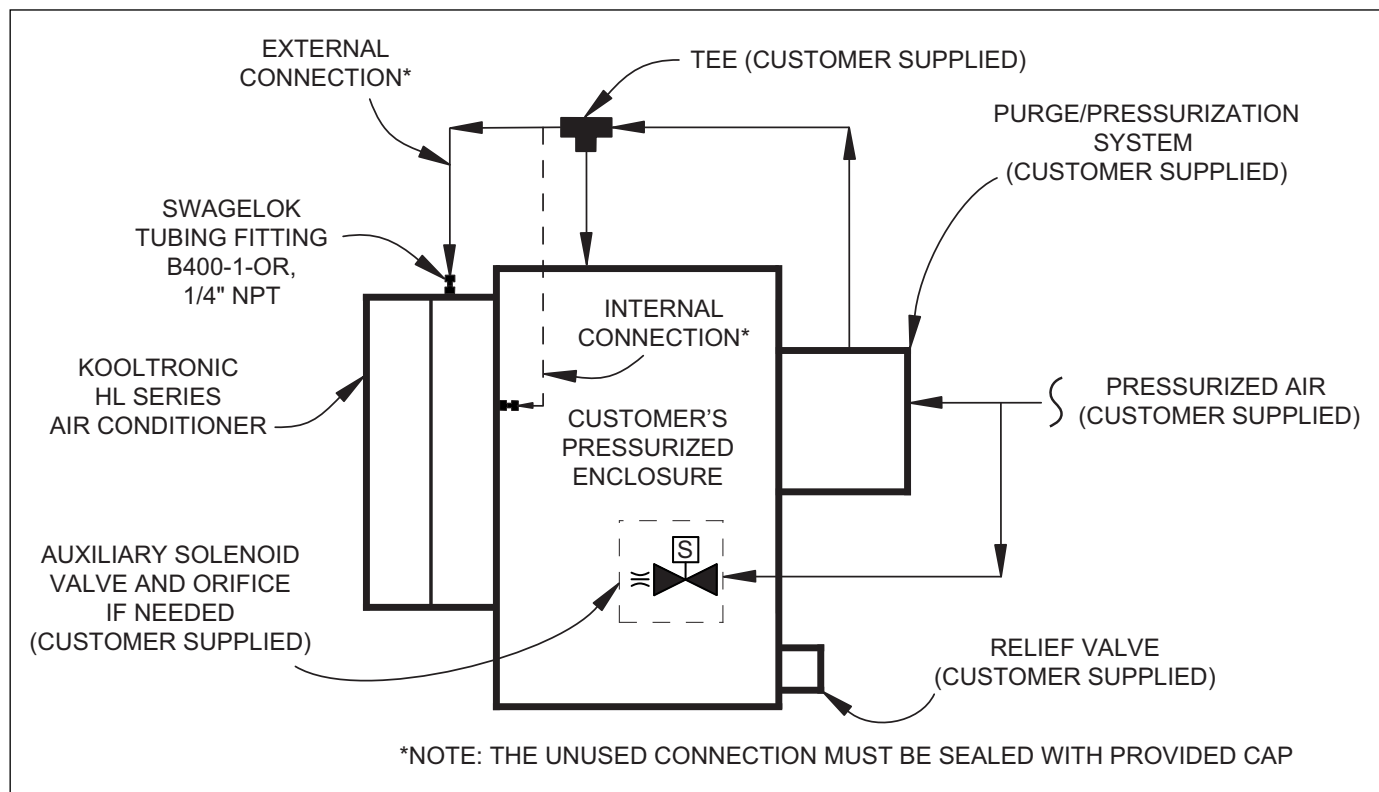 EXTERNAL
CONNECTION*
TEE (CUSTOMER SUPPLIED)
PURGE/PRESSURIZATION
SYSTEM
(CUSTOMER SUPPLIED)
SWAGELOK
TUBING FITTING
B400-1-OR,
1/4" NPT
INTERNAL
CONNECTION*
KOOLTRONIC
HL SERIES
AIR CONDITIONER
PRESSURIZED AIR
(CUSTOMER SUPPLIED)
CUSTOMER’S
PRESSURIZED
ENCLOSURE
S
AUXILIARY SOLENOID
VALVE AND ORIFICE
IF NEEDED
(CUSTOMER SUPPLIED)
RELIEF VALVE
(CUSTOMER SUPPLIED)
*NOTE: THE UNUSED CONNECTION MUST BE SEALED WITH PROVIDED CAP